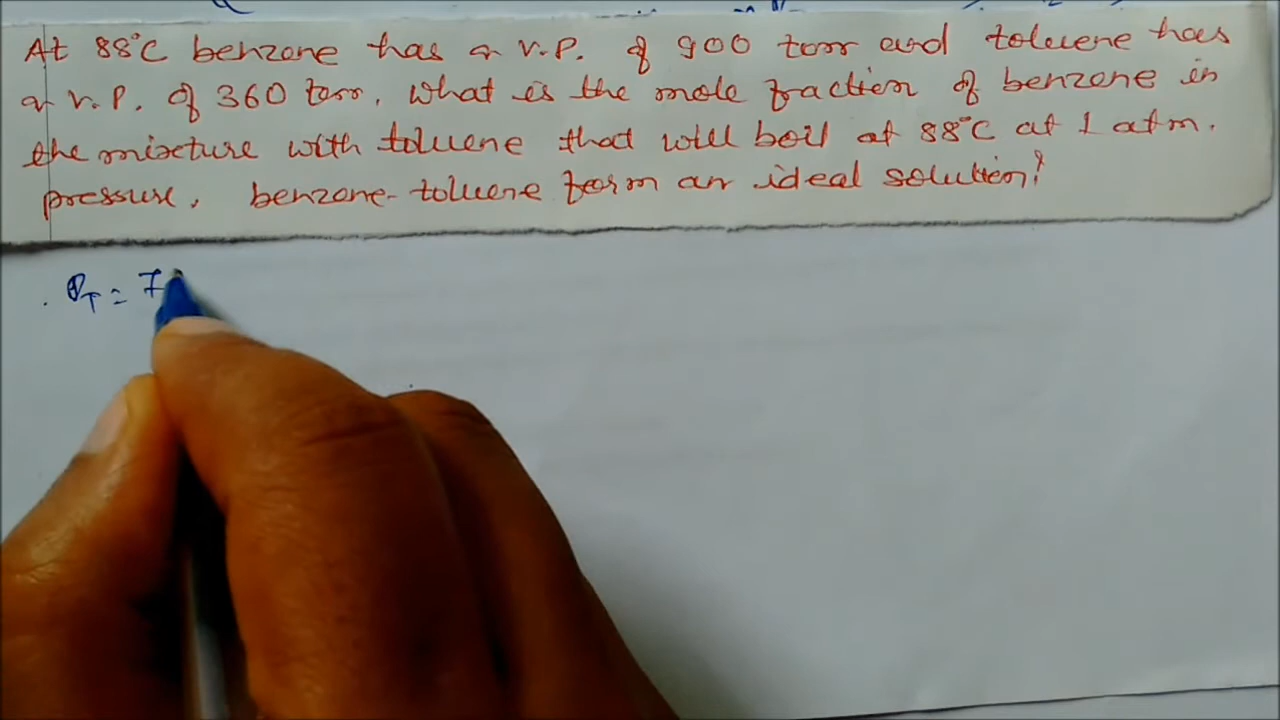 At 88°C benzene has a V.P. of 900 torr and toluene has
a V.P. of 360 torr, What is the mole fraction of benzene in
the mixture with toluene that will boil at 88°C at 1 atm.
pressure, benzene-toluene form an ideal solution?
P_T = 7